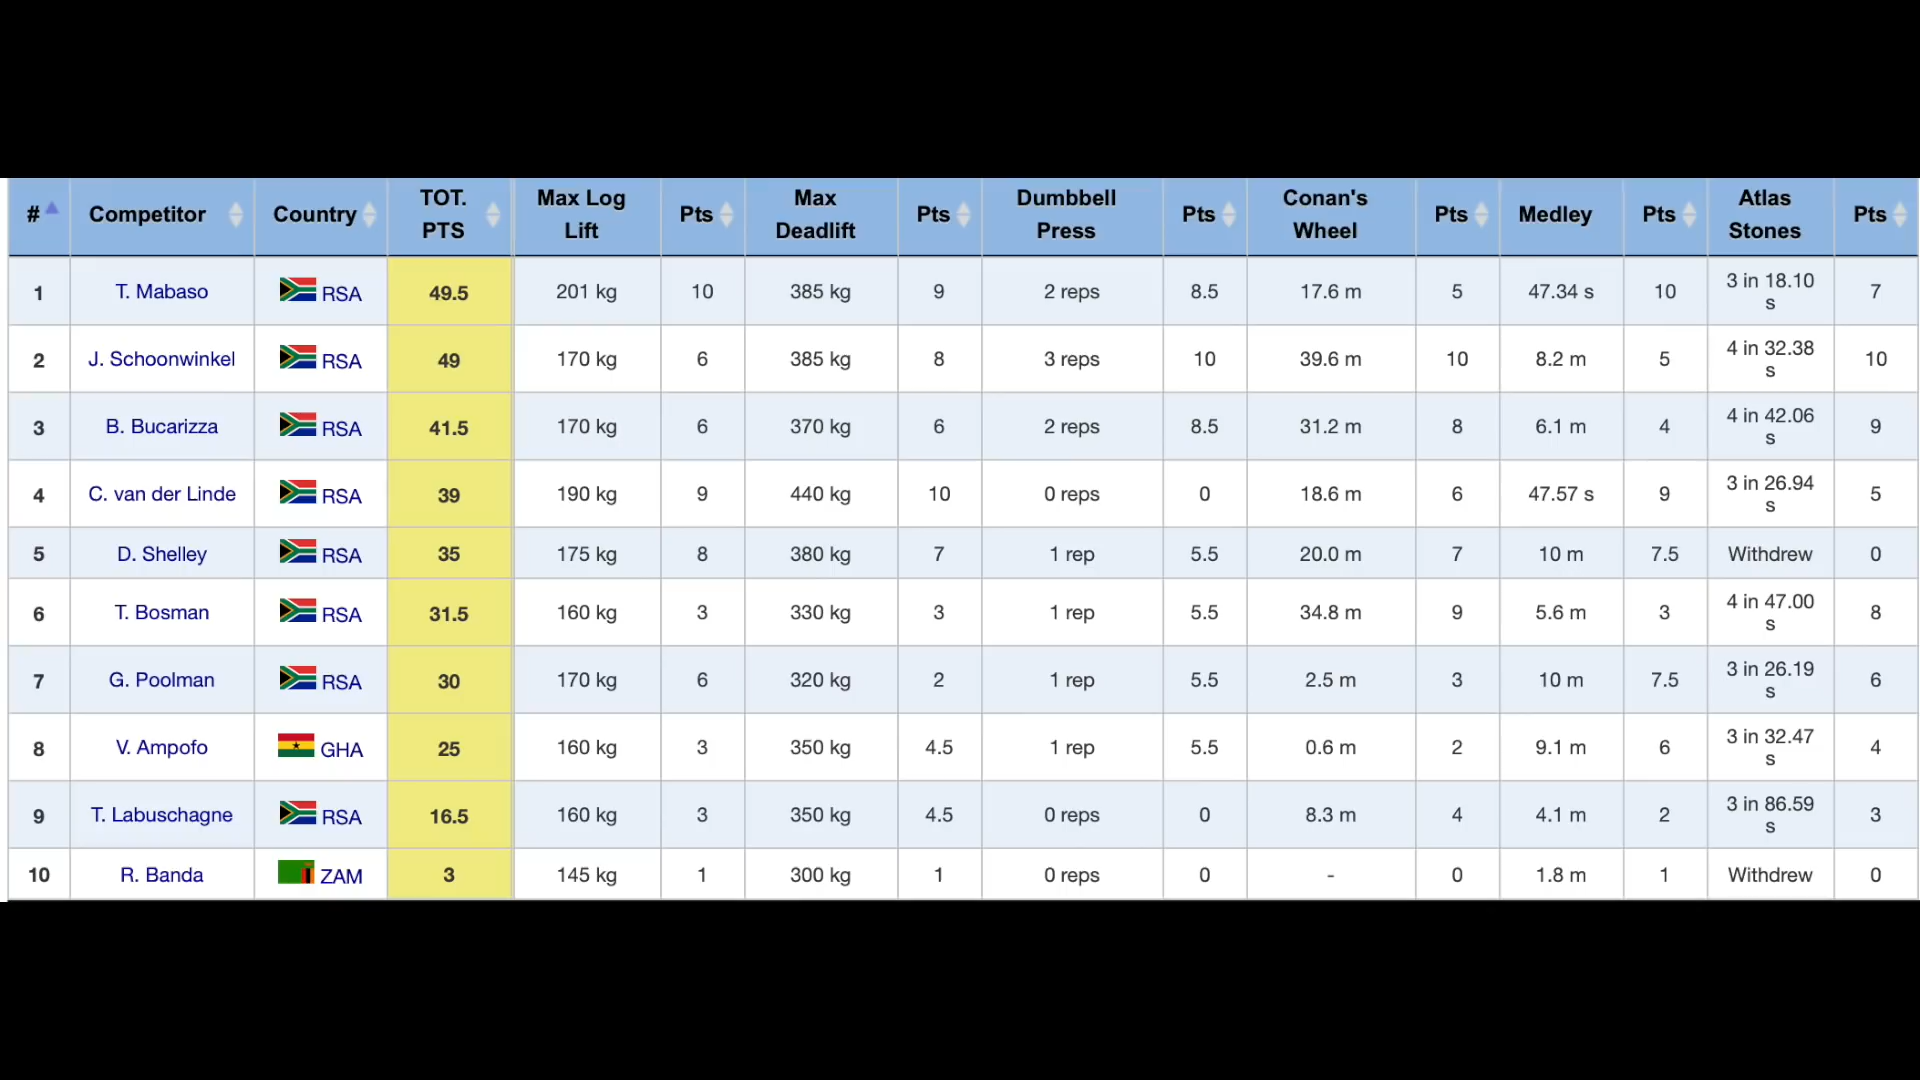 # Competitor Country TOT. PTS Max Log Lift Pts Max Deadlift Pts Dumbbell Press Pts Conan's Wheel Pts Medley Pts Atlas Stones Pts
1 T. Mabaso RSA 49.5 201 kg 10 385 kg 9 2 reps 8.5 17.6 m 5 47.34 s 10 3 in 18.10 s 7
2 J. Schoonwinkel RSA 49 170 kg 6 385 kg 8 3 reps 10 39.6 m 10 8.2 m 5 4 in 32.38 s 10
3 B. Bucarizza RSA 41.5 170 kg 6 370 kg 6 2 reps 8.5 31.2 m 8 6.1 m 4 4 in 42.06 s 9
4 C. van der Linde RSA 39 190 kg 9 440 kg 10 0 reps 0 18.6 m 6 47.57 s 9 3 in 26.94 s 5
5 D. Shelley RSA 35 175 kg 8 380 kg 7 1 rep 5.5 20.0 m 7 10 m 7.5 Withdrew 0
6 T. Bosman RSA 31.5 160 kg 3 330 kg 3 1 rep 5.5 34.8 m 9 5.6 m 3 4 in 47.00 s 8
7 G. Poolman RSA 30 170 kg 6 320 kg 2 1 rep 5.5 2.5 m 3 10 m 7.5 3 in 26.19 s 6
8 V. Ampofo GHA 25 160 kg 3 350 kg 4.5 1 rep 5.5 0.6 m 2 9.1 m 6 3 in 32.47 s 4
9 T. Labuschagne RSA 16.5 160 kg 3 350 kg 4.5 0 reps 0 8.3 m 4 4.1 m 2 3 in 86.59 s 3
10 R. Banda ZAM 3 145 kg 1 300 kg 1 0 reps 0 - 0 1.8 m 1 Withdrew 0